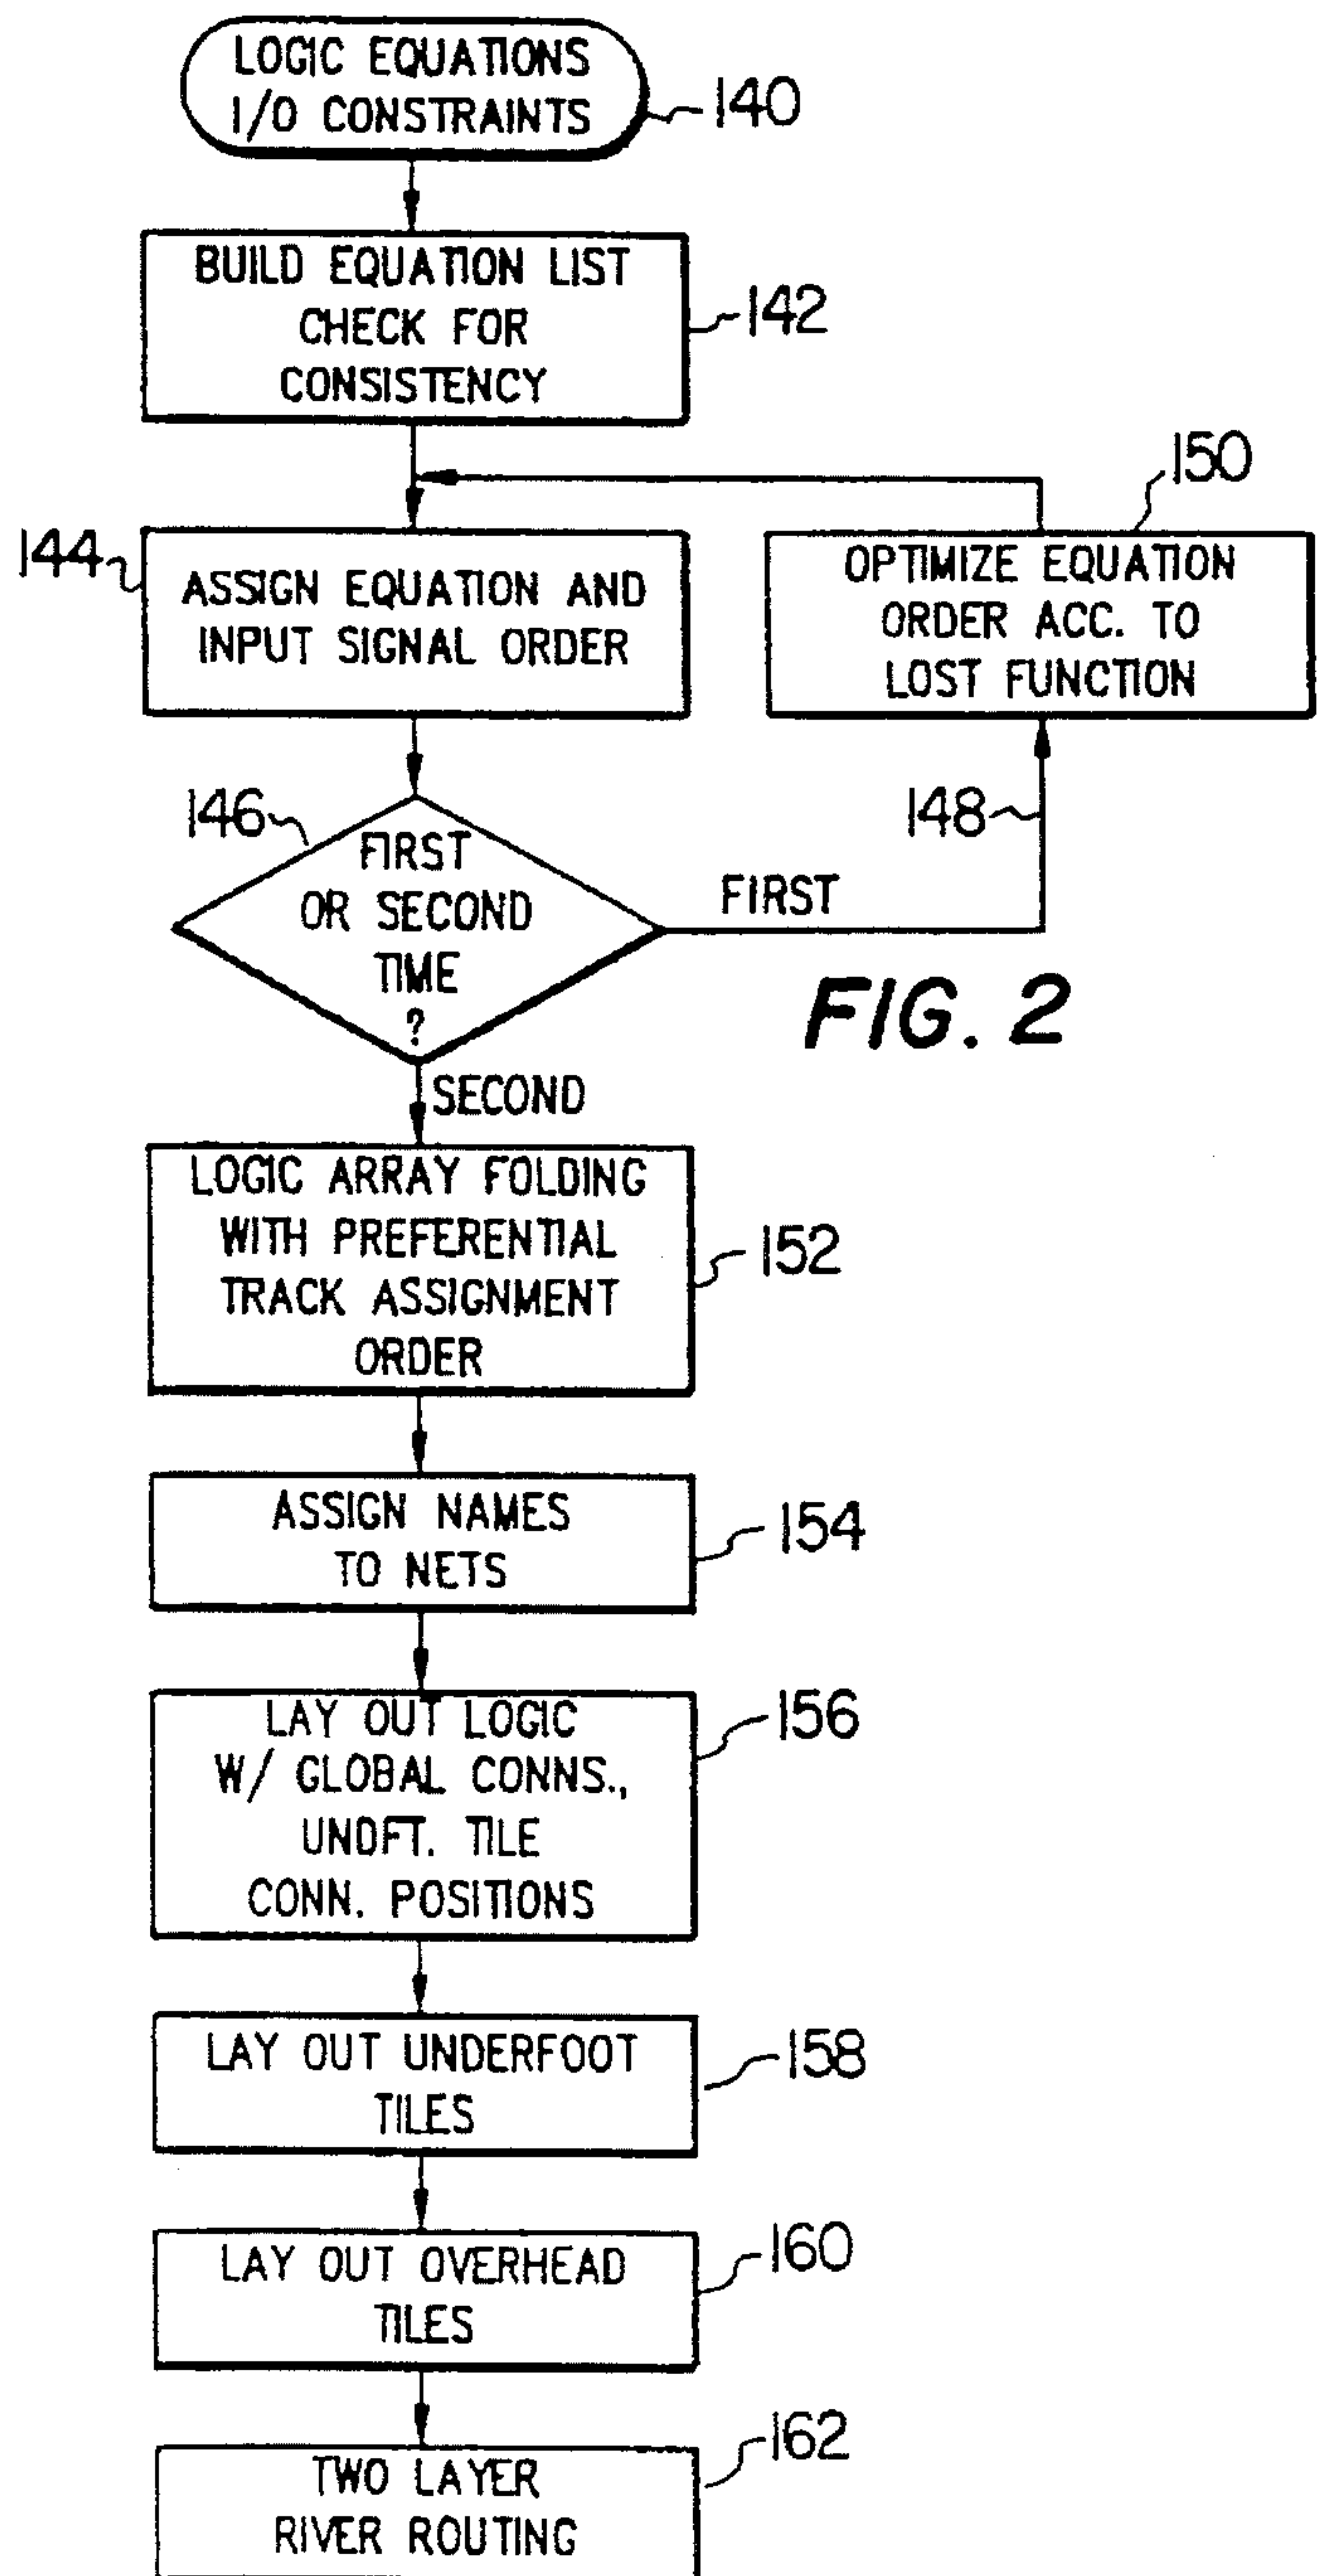 LOGIC EQUATIONS
I/O CONSTRAINTS
140
BUILD EQUATION LIST
CHECK FOR
CONSISTENCY
142
150
144
ASSIGN EQUATION AND
INPUT SIGNAL ORDER
OPTIMIZE EQUATION
ORDER ACC. TO
LOST FUNCTION
146
148
FIRST
OR SECOND
TIME
?
FIRST
FIG. 2
SECOND
LOGIC ARRAY FOLDING
WITH PREFERENTIAL
TRACK ASSIGNMENT
ORDER
152
ASSIGN NAMES
TO NETS
154
LAY OUT LOGIC
W/ GLOBAL CONNS.,
UNDFT. TILE
CONN. POSITIONS
156
LAY OUT UNDERFOOT
TILES
158
LAY OUT OVERHEAD
TILES
160
TWO LAYER
RIVER ROUTING
162